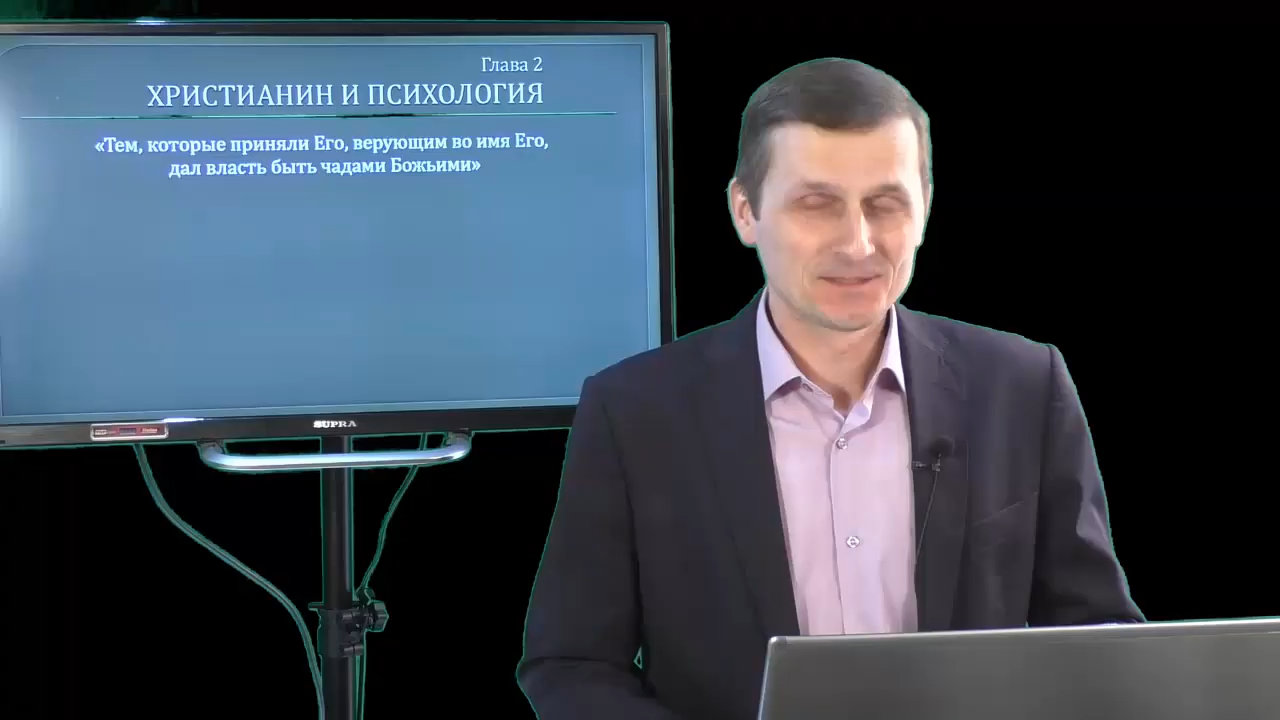 Глава 2
ХРИСТИАНИН И ПСИХОЛОГИЯ
«Тем, которые приняли Его, верующим во имя Его,
дал власть быть чадами Божьими»
SUPRA